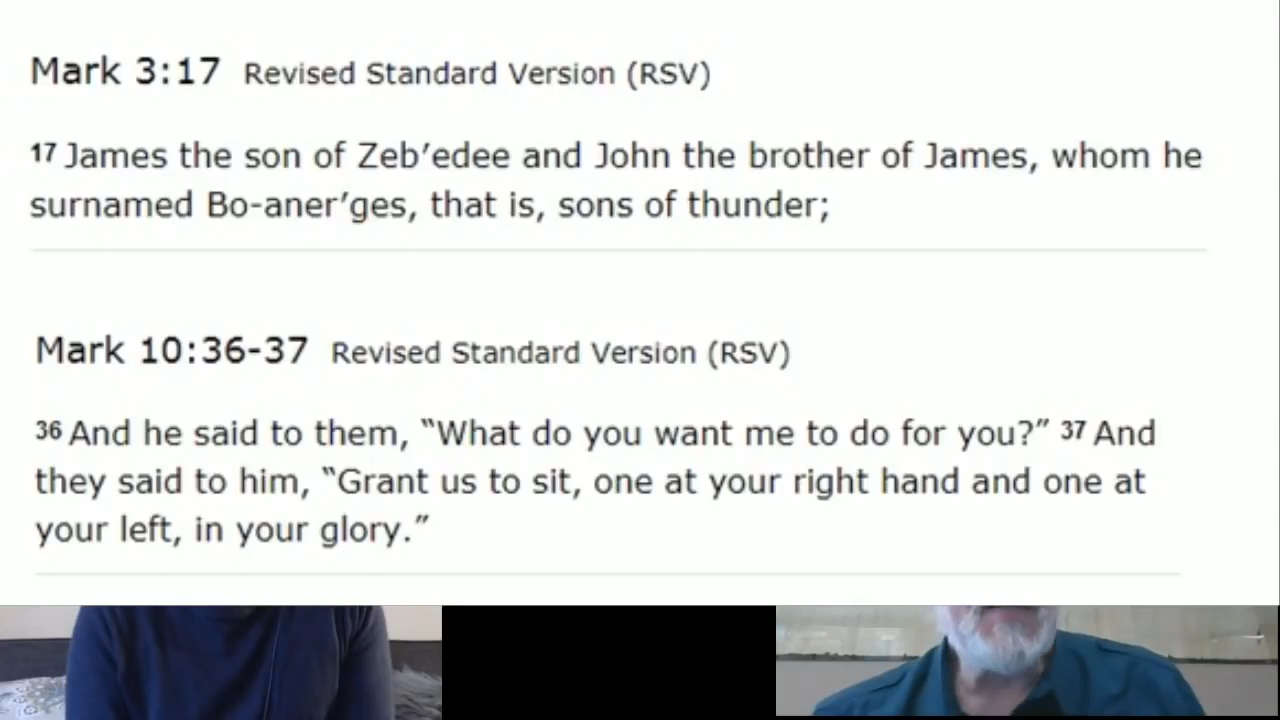 Mark 3:17 Revised Standard Version (RSV)
17 James the son of Zeb′edee and John the brother of James, whom he
surnamed Bo-aner′ges, that is, sons of thunder;
Mark 10:36-37 Revised Standard Version (RSV)
36 And he said to them, “What do you want me to do for you?” 37 And
they said to him, “Grant us to sit, one at your right hand and one at
your left, in your glory.”